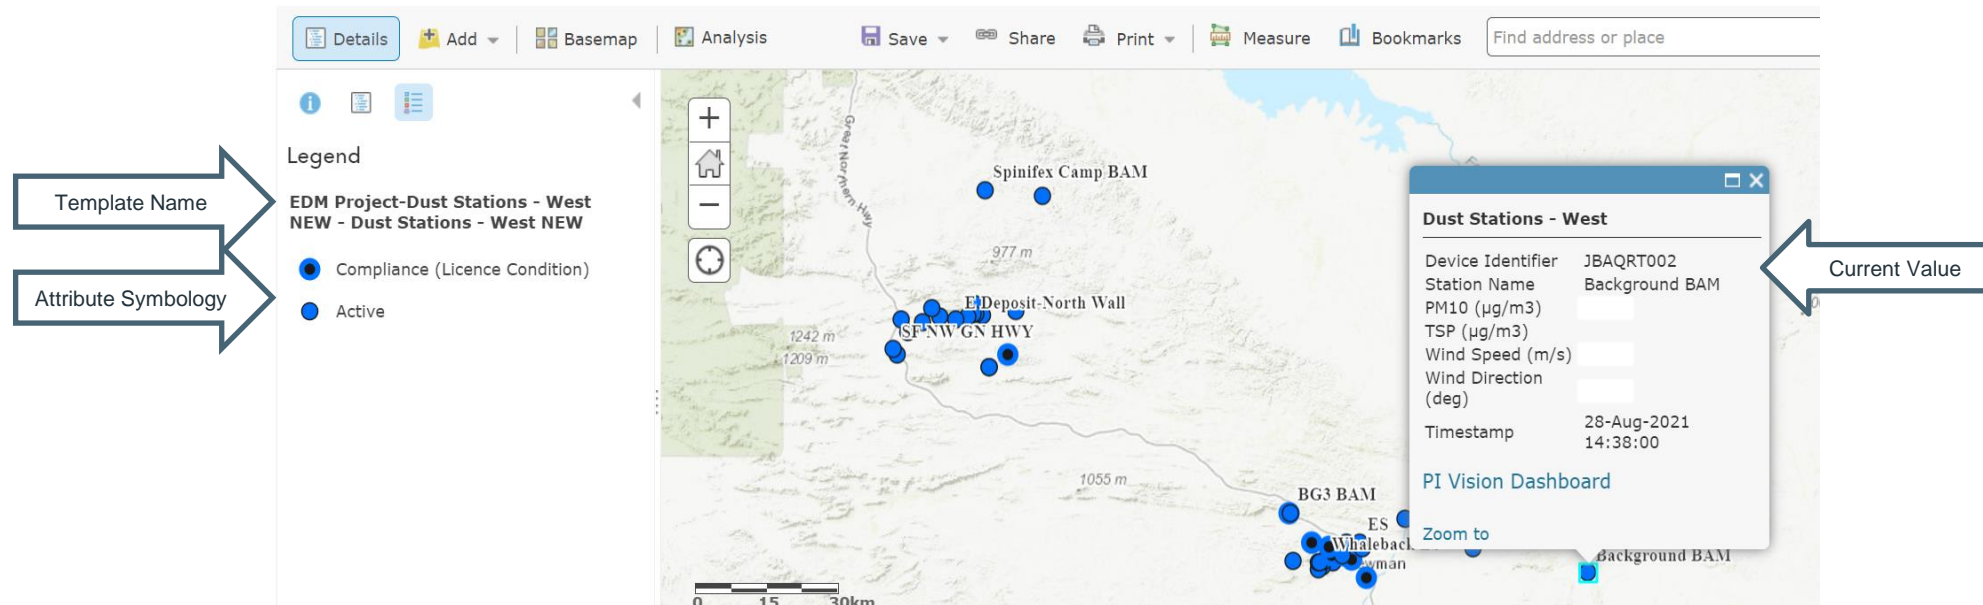 Details
Add
Basemap
Analysis
Save
Share
Print
Measure
Bookmarks
Find address or place
Legend
Template Name
EDM Project-Dust Stations - West
NEW - Dust Stations - West NEW
Attribute Symbology
Compliance (Licence Condition)
Active
Great Northern Hwy
Spinifex Camp BAM
977 m
E Deposit-North Wall
SF NW GN HWY
1242 m
1209 m
1055 m
BG3 BAM
ES
Whaleback
wman
Background BAM
0 15 30km
Dust Stations - West
Device Identifier JBAQRT002
Station Name Background BAM
PM10 (µg/m3)
TSP (µg/m3)
Wind Speed (m/s)
Wind Direction
(deg)
Timestamp 28-Aug-2021
14:38:00
PI Vision Dashboard
Zoom to
Current Value